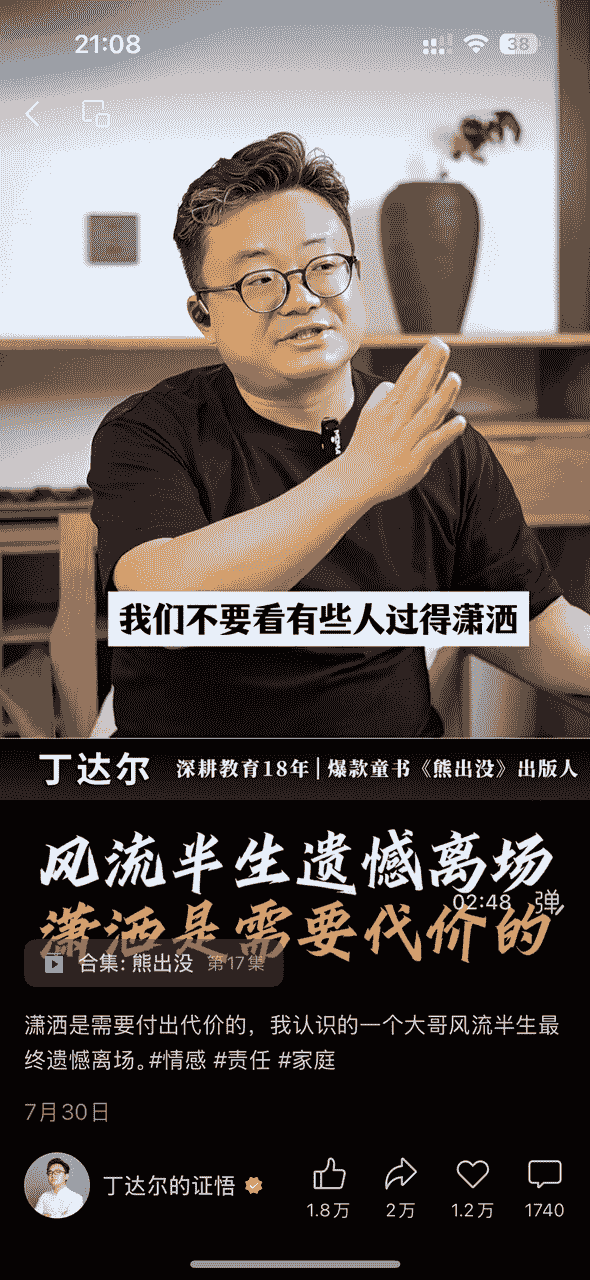 21:08
38
我们不要看有些人过得潇洒
丁达尔 深耕教育18年 | 爆款童书《熊出没》出版人
风流半生遗憾离场
02:48 弹
潇洒是需要代价的
合集: 熊出没 第17集
潇洒是需要付出代价的，我认识的一个大哥风流半生最
终遗憾离场。#情感 #责任 #家庭
7月30日
丁达尔的证悟
1.8万 2万 1.2万 1740